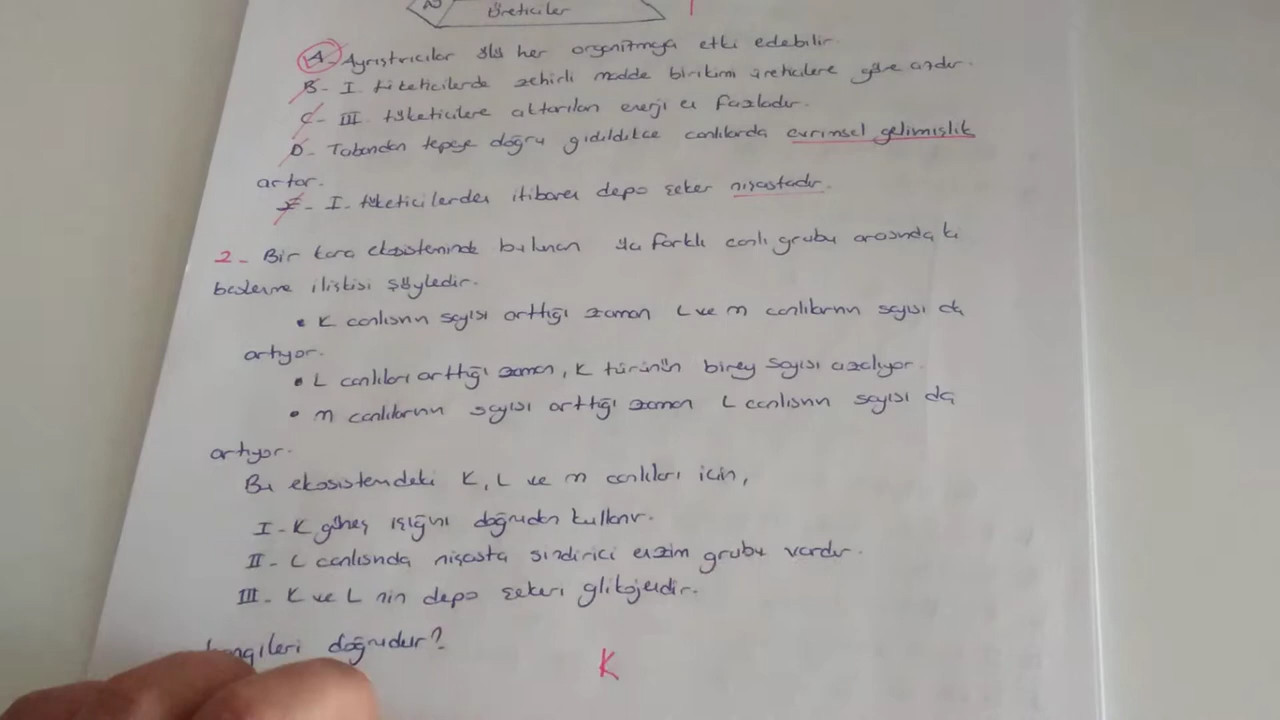 Üreticiler
A- Ayrıştırıcılar ölü her organizmaya etki edebilir.
B- I. tüketicilerde zehirli madde birikimi üreticilere göre azdır.
C- III tüketicilere aktarılan enerji en fazladır.
D- Tabandan tepeye doğru gidildikçe canlılarda evrimsel gelişmişlik
artar.
E- I. tüketicilerden itibaren depo şeker nişastadır.
2- Bir kara ekosisteminde bulunan üç farklı canlı grubu arasındaki
beslenme ilişkisi şöyledir.
• K canlısının sayısı arttığı zaman L ve M canlılarının sayısı da
artıyor.
• L canlıları arttığı zaman, K türünün birey sayısı azalıyor.
• M canlılarının sayısı arttığı zaman L canlısının sayısı da
artıyor.
Bu ekosistemdeki K, L ve M canlıları için,
I- K güneş ışığını doğrudan kullanır.
II- L canlısında nişasta sindirici enzim grubu vardır.
III- K ve L nin depo şekeri glikojendir.
hangileri doğrudur?
K